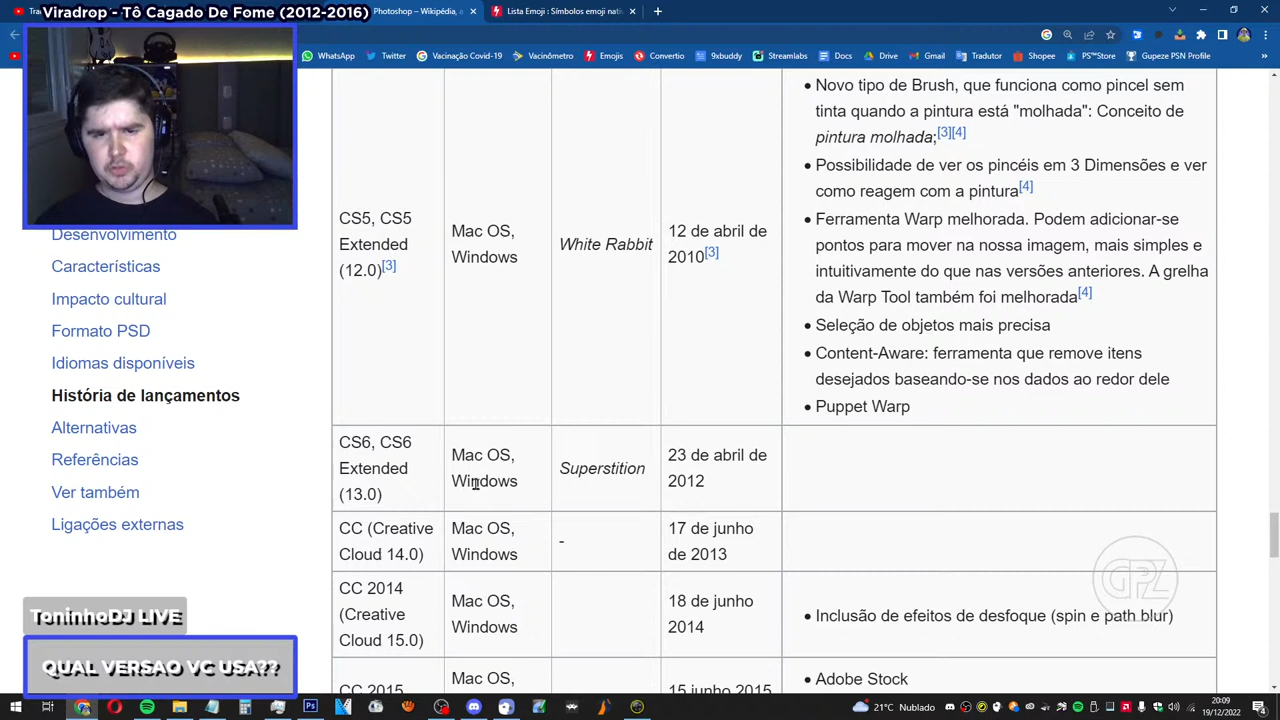 Viradrop - Tô Cagado De Fome (2012-2016)
Photoshop – Wikipédia, a
Lista Emoji : Símbolos emoji nati
WhatsApp
Twitter
Vacinação Covid-19
Vacinômetro
Emojis
Convertio
9xbuddy
Streamlabs
Docs
Drive
Gmail
Tradutor
Shopee
PS™Store
Gupeze PSN Profile
Desenvolvimento
Características
Impacto cultural
Formato PSD
Idiomas disponíveis
História de lançamentos
Alternativas
Referências
Ver também
Ligações externas
CS5, CS5
Extended
(12.0)[3]
Mac OS,
Windows
White Rabbit
12 de abril de
2010[3]
• Novo tipo de Brush, que funciona como pincel sem
tinta quando a pintura está "molhada": Conceito de
pintura molhada;[3][4]
• Possibilidade de ver os pincéis em 3 Dimensões e ver
como reagem com a pintura[4]
• Ferramenta Warp melhorada. Podem adicionar-se
pontos para mover na nossa imagem, mais simples e
intuitivamente do que nas versões anteriores. A grelha
da Warp Tool também foi melhorada[4]
• Seleção de objetos mais precisa
• Content-Aware: ferramenta que remove itens
desejados baseando-se nos dados ao redor dele
• Puppet Warp
CS6, CS6
Extended
(13.0)
Mac OS,
Windows
Superstition
23 de abril de
2012
CC (Creative
Cloud 14.0)
Mac OS,
Windows
-
17 de junho
de 2013
CC 2014
(Creative
Cloud 15.0)
Mac OS,
Windows
18 de junho
2014
• Inclusão de efeitos de desfoque (spin e path blur)
CC 2015
Mac OS,
15 junho 2015
• Adobe Stock
GPZ
ToninhoDJ LIVE
QUAL VERSAO VC USA??
21°C Nublado
20:09
19/12/2022